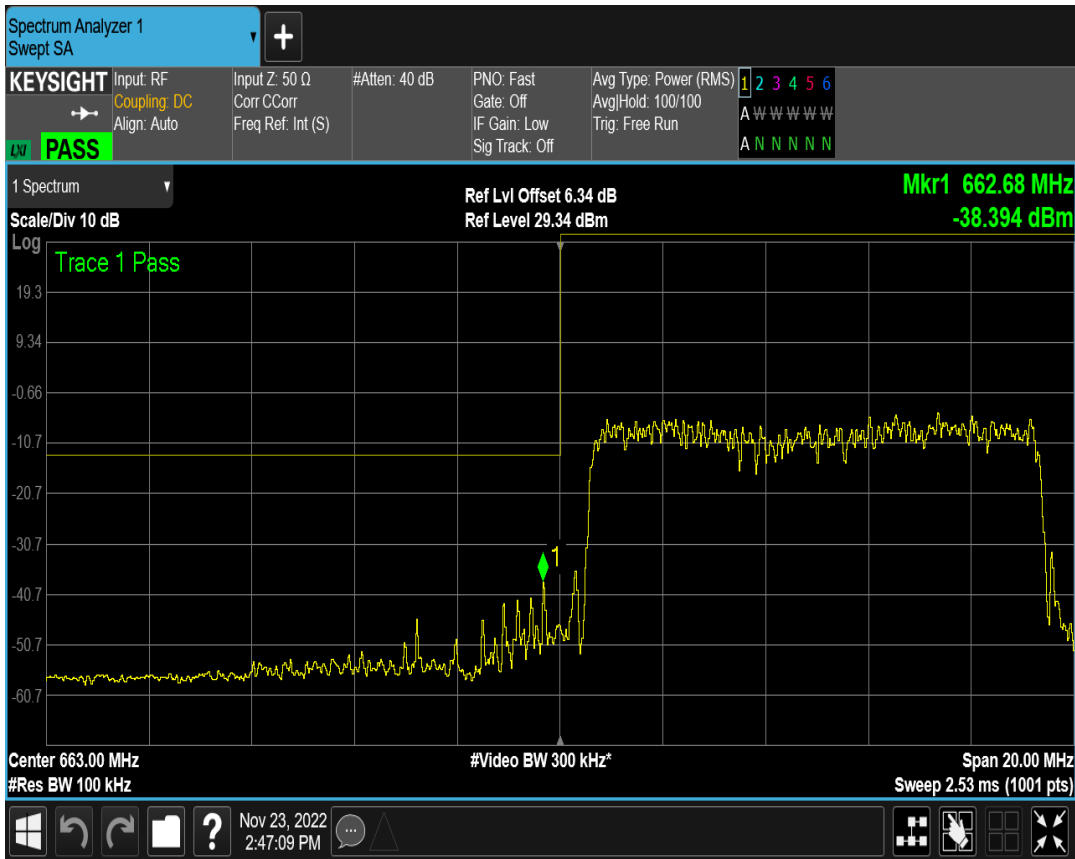 Spectrum Analyzer 1
Swept SA
+
KEYSIGHT
LXI PASS
Input: RF
Coupling: DC
Align: Auto
Input Z: 50 Ω
Corr CCorr
Freq Ref: Int (S)
#Atten: 40 dB
PNO: Fast
Gate: Off
IF Gain: Low
Sig Track: Off
Avg Type: Power (RMS)
Avg|Hold: 100/100
Trig: Free Run
1 2 3 4 5 6
A W W W W W
A N N N N N
1 Spectrum
Scale/Div 10 dB
Ref Lvl Offset 6.34 dB
Ref Level 29.34 dBm
Mkr1 662.68 MHz
-38.394 dBm
Log
Trace 1 Pass
19.3
9.34
-0.66
-10.7
-20.7
-30.7
1
-40.7
-50.7
-60.7
Center 663.00 MHz
#Video BW 300 kHz*
Span 20.00 MHz
#Res BW 100 kHz
Sweep 2.53 ms (1001 pts)
?
Nov 23, 2022
2:47:09 PM